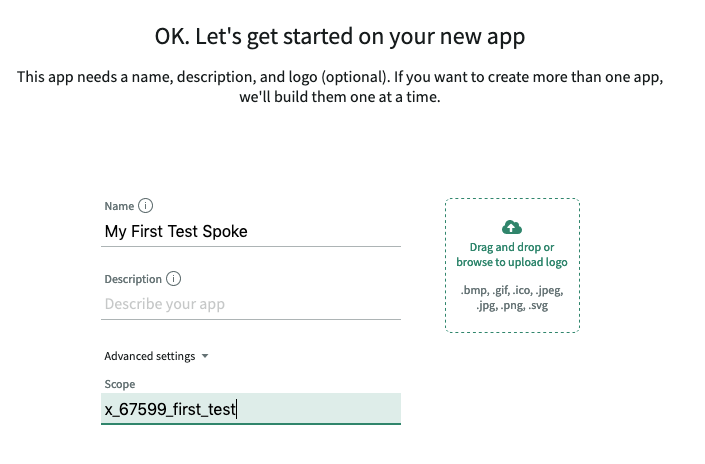 OK. Let's get started on your new app
This app needs a name, description, and logo (optional). If you want to create more than one app,
we'll build them one at a time.
Name
My First Test Spoke
Description
Describe your app
Advanced settings
Scope
x_67599_first_test
Drag and drop or
browse to upload logo
.bmp, .gif, .ico, .jpeg,
.jpg, .png, .svg